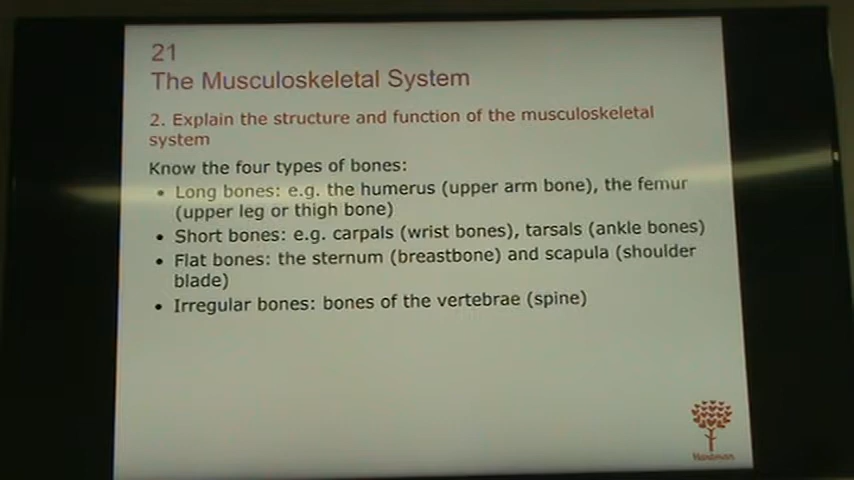 21
The Musculoskeletal System
2. Explain the structure and function of the musculoskeletal
system
Know the four types of bones:
• Long bones: e.g. the humerus (upper arm bone), the femur
(upper leg or thigh bone)
• Short bones: e.g. carpals (wrist bones), tarsals (ankle bones)
• Flat bones: the sternum (breastbone) and scapula (shoulder
blade)
• Irregular bones: bones of the vertebrae (spine)
Hartman